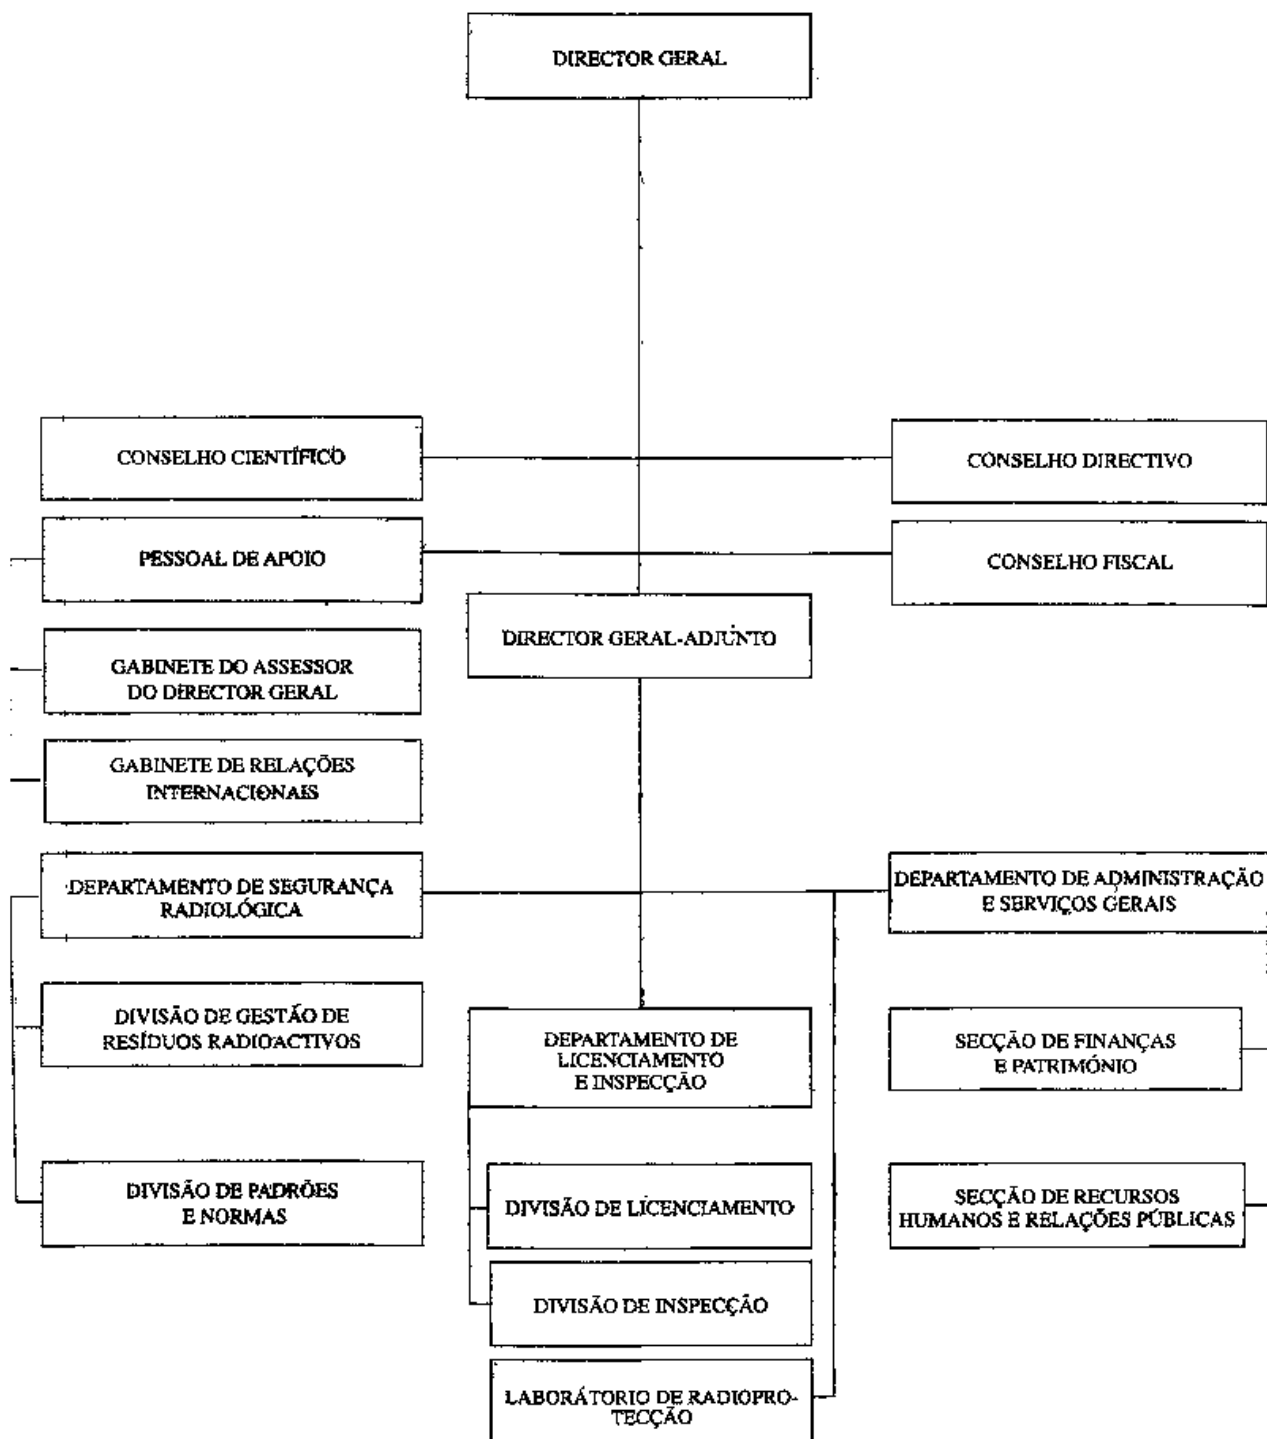 DIRECTOR GERAL
CONSELHO CIENTÍFICO
CONSELHO DIRECTIVO
PESSOAL DE APOIO
CONSELHO FISCAL
DIRECTOR GERAL-ADJUNTO
GABINETE DO ASSESSOR
DO DIRECTOR GERAL
GABINETE DE RELAÇÕES
INTERNACIONAIS
DEPARTAMENTO DE SEGURANÇA
RADIOLÓGICA
DEPARTAMENTO DE ADMINISTRAÇÃO
E SERVIÇOS GERAIS
DIVISÃO DE GESTÃO DE
RESÍDUOS RADIOACTIVOS
DEPARTAMENTO DE
LICENCIAMENTO
E INSPECÇÃO
SECÇÃO DE FINANÇAS
E PATRIMÓNIO
DIVISÃO DE PADRÕES
E NORMAS
DIVISÃO DE LICENCIAMENTO
SECÇÃO DE RECURSOS
HUMANOS E RELAÇÕES PÚBLICAS
DIVISÃO DE INSPECÇÃO
LABORÁTORIO DE RADIOPRO-
TECÇÃO